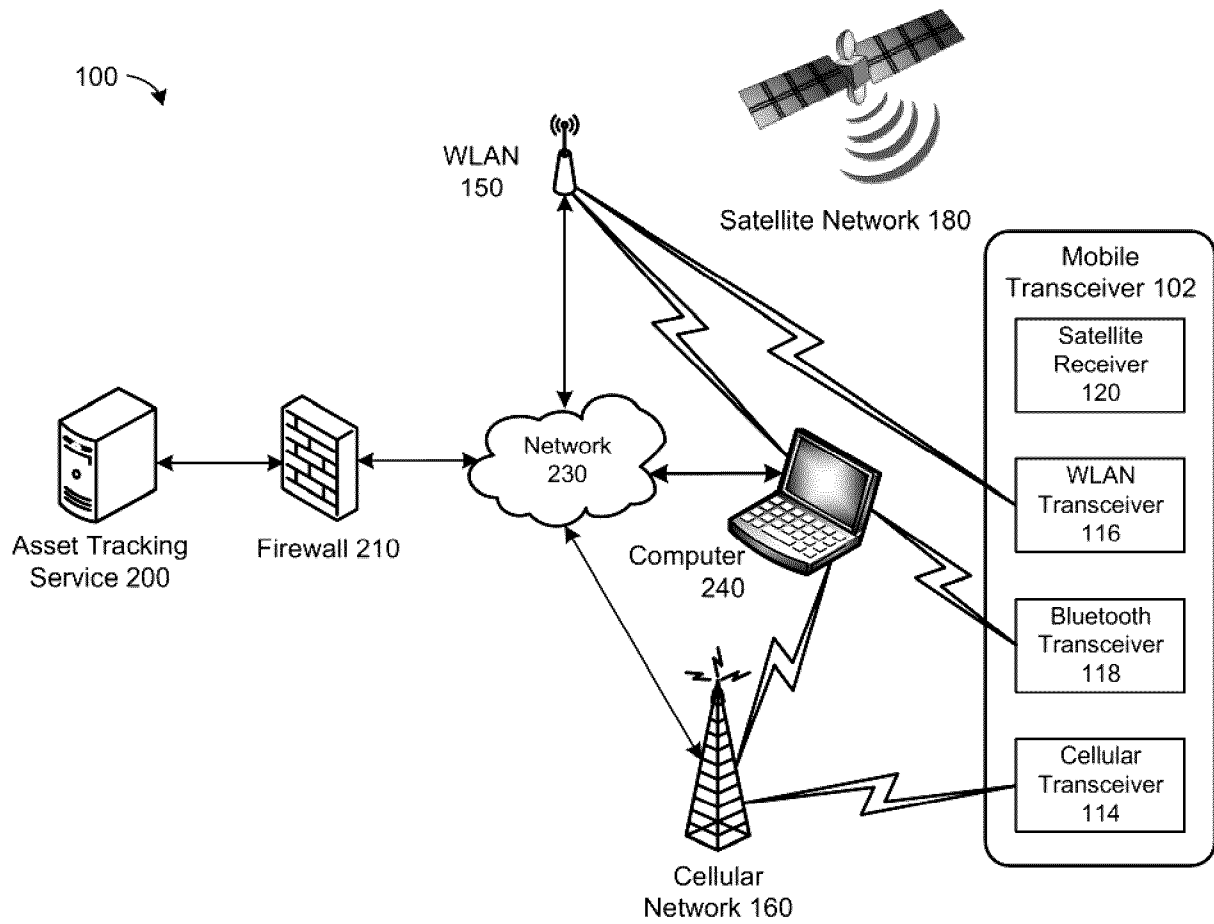 100
WLAN
150
Satellite Network 180
Mobile
Transceiver 102
Satellite
Receiver
120
Network
230
WLAN
Transceiver
116
Asset Tracking
Service 200
Firewall 210
Computer
240
Bluetooth
Transceiver
118
Cellular
Transceiver
114
Cellular
Network 160